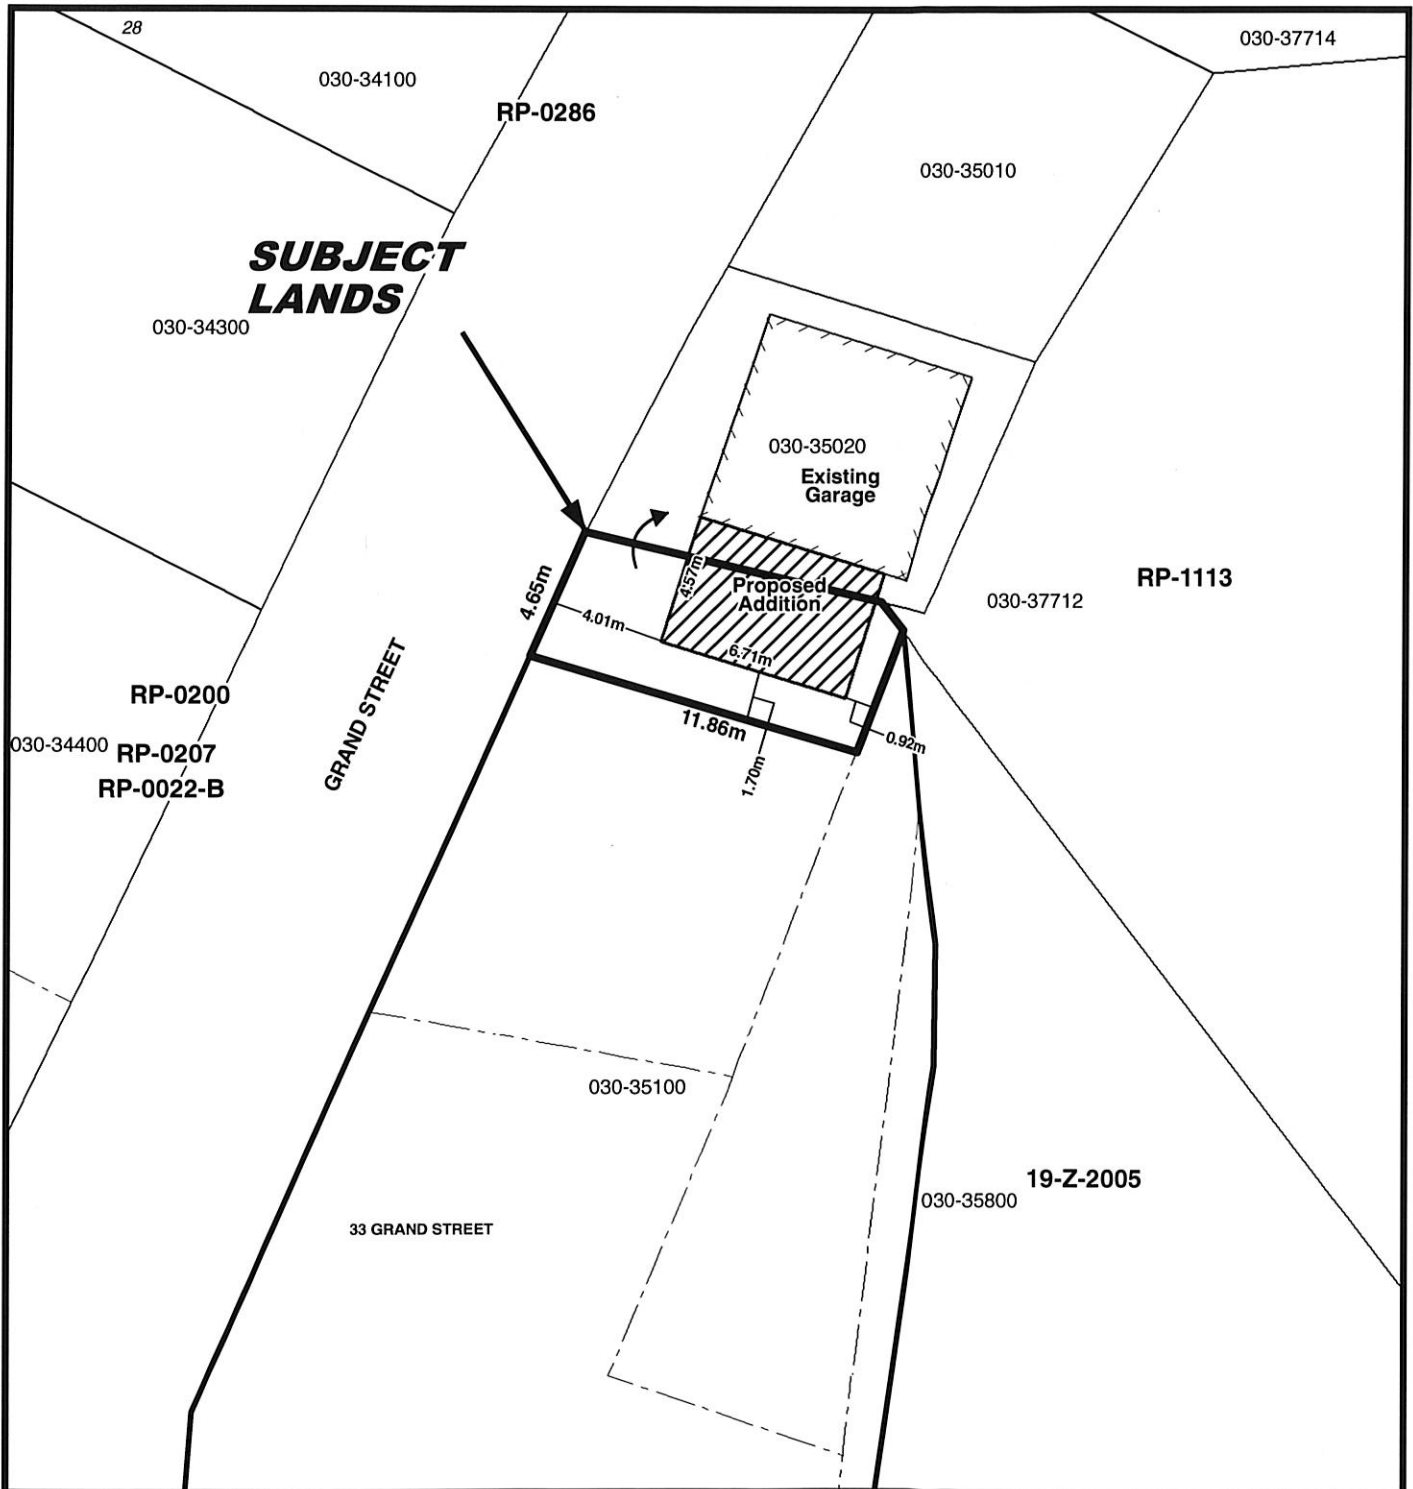 28
030-34100
030-37714
RP-0286
030-35010
SUBJECT
LANDS
030-34300
030-35020
Existing
Garage
4.65m
4.57m
Proposed
Addition
RP-1113
030-37712
4.01m
6.71m
GRAND STREET
RP-0200
11.86m
0.92m
030-34400
RP-0207
1.70m
RP-0022-B
030-35100
19-Z-2005
030-35800
33 GRAND STREET